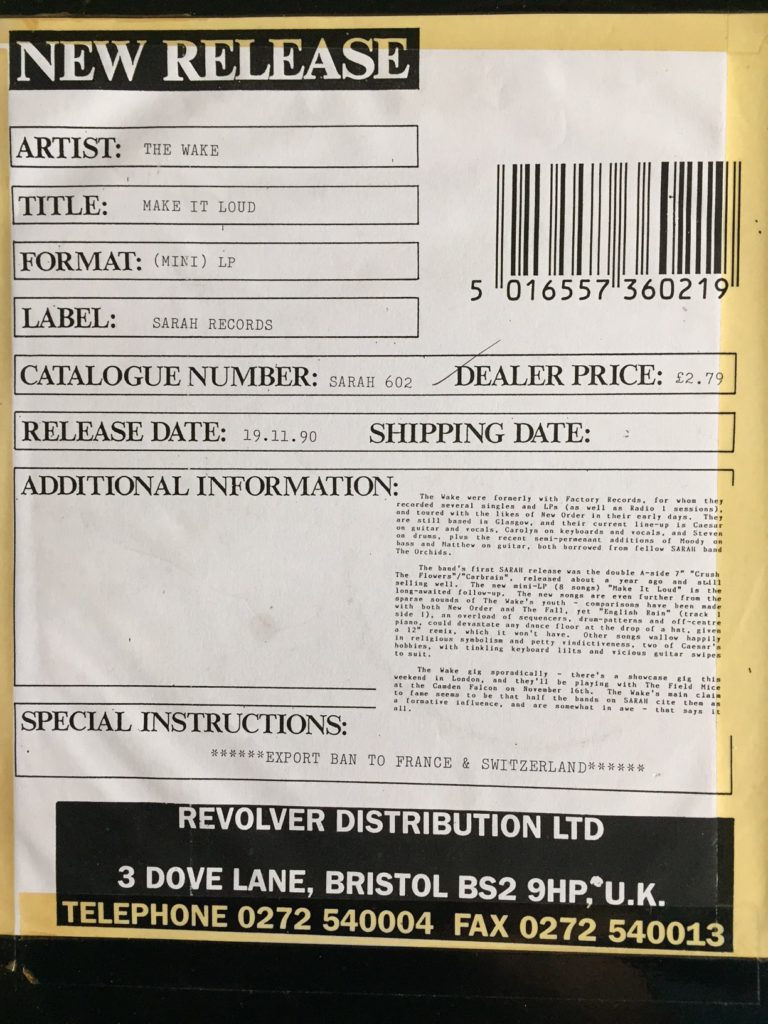 NEW RELEASE
ARTIST: THE WAKE
TITLE: MAKE IT LOUD
FORMAT: (MINI) LP
LABEL: SARAH RECORDS
5 016557 360219
CATALOGUE NUMBER: SARAH 602 DEALER PRICE: £2.79
RELEASE DATE: 19.11.90 SHIPPING DATE:
ADDITIONAL INFORMATION:
The Wake were formerly with Factory Records, for whom they
recorded several singles and LPs (as well as Radio 1 sessions),
and toured with the likes of New Order in their early days. They
are still based in Glasgow, and their current line-up is Caesar
on guitar and vocals, Carolyn on keyboards and vocals, and Steven
on drums, plus the recent semi-permenant additions of Moody on
bass and Matthew on guitar, both borrowed from fellow SARAH band
The Orchids.
The band's first SARAH release was the double A-side 7" "Crush
The Flowers"/"Carbrain", released about a year ago and still
selling well. The new mini-LP (8 songs) "Make It Loud" is the
long-awaited follow-up. The new songs are even further from the
sparse sounds of The Wake's youth - comparisons have been made
with both New Order and The Fall, yet "English Rain" (track 1
side 1), an overload of sequencers, drum-patterns and off-centre
piano, could devastate any dance floor at the drop of a hat, given
a 12" remix, which it won't have. Other songs wallow happily
in religious symbolism and petty vindictiveness, two of Caesar's
hobbies, with tinkling keyboard lilts and vicious guitar swipes
to suit.
The Wake gig sporadically - there's a showcase gig this
weekend in London, and they'll be playing with The Field Mice
at the Camden Falcon on November 16th. The Wake's main claim
to fame seems to be that half the bands on SARAH cite them as
a formative influence, and are somewhat in awe - that says it
all.
SPECIAL INSTRUCTIONS:
******EXPORT BAN TO FRANCE & SWITZERLAND******
REVOLVER DISTRIBUTION LTD
3 DOVE LANE, BRISTOL BS2 9HP, U.K.
TELEPHONE 0272 540004 FAX 0272 540013